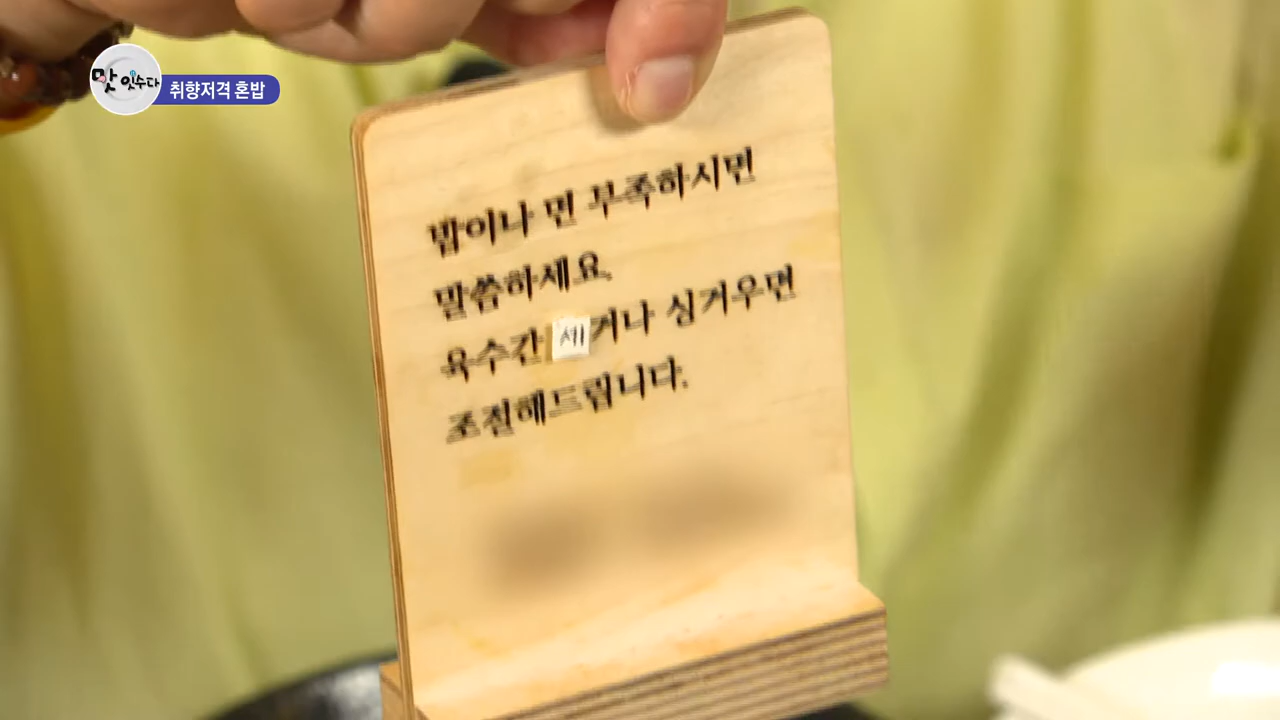 맛 잇수다
취향저격 혼밥
밥이나 면 부족하시면
말씀하세요.
육수간 세거나 싱거우면
조절해드립니다.